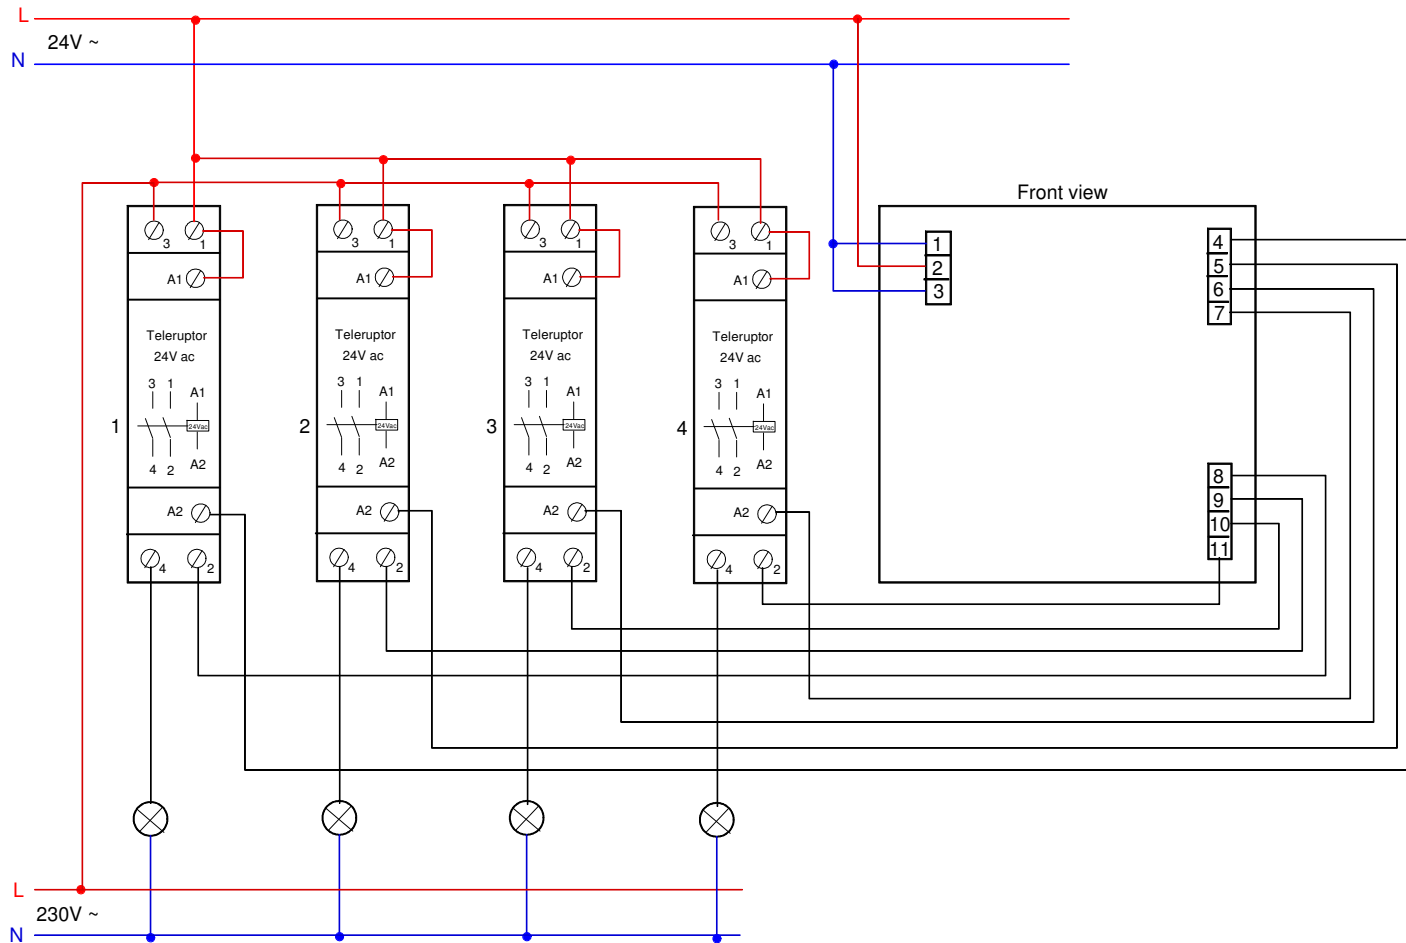 L
24V ~
N
Front view
3 1
3 1
3 1
3 1
A1
A1
A1
A1
1
2
3
4
5
6
7
Teleruptor
24V ac
3 1
A1
24Vac
4 2
A2
1
Teleruptor
24V ac
3 1
A1
24Vac
4 2
A2
2
Teleruptor
24V ac
3 1
A1
24Vac
4 2
A2
3
Teleruptor
24V ac
3 1
A1
24Vac
4 2
A2
4
8
9
10
11
A2
A2
A2
A2
4 2
4 2
4 2
4 2
L
230V ~
N